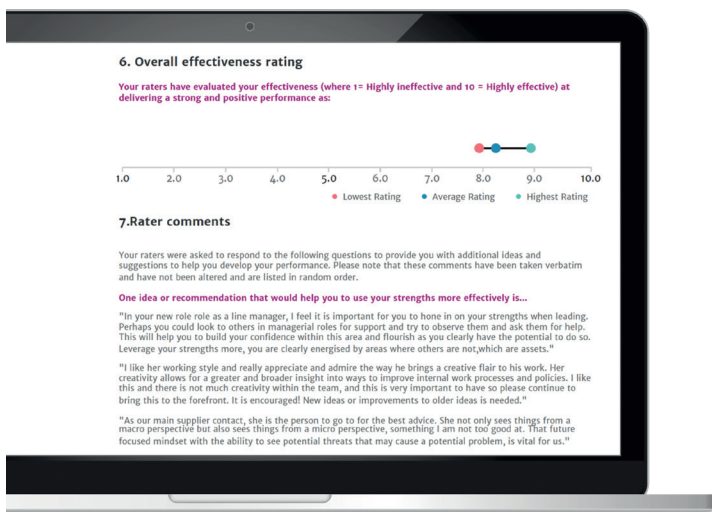 6. Overall effectiveness rating
Your raters have evaluated your effectiveness (where 1= Highly ineffective and 10 = Highly effective) at
delivering a strong and positive performance as:
1.0 2.0 3.0 4.0 5.0 6.0 7.0 8.0 9.0 10.0
Lowest Rating Average Rating Highest Rating
7.Rater comments
Your raters were asked to respond to the following questions to provide you with additional ideas and
suggestions to help you develop your performance. Please note that these comments have been taken verbatim
and have not been altered and are listed in random order.
One idea or recommendation that would help you to use your strengths more effectively is...
"In your new role role as a line manager, I feel it is important for you to hone in on your strengths when leading.
Perhaps you could look to others in managerial roles for support and try to observe them and ask them for help.
This will help you to build your confidence within this area and flourish as you clearly have the potential to do so.
Leverage your strengths more, you are clearly energised by areas where others are not,which are assets."
"I like her working style and really appreciate and admire the way he brings a creative flair to his work. Her
creativity allows for a greater and broader insight into ways to improve internal work processes and policies. I like
this and there is not much creativity within the team, and this is very important to have so please continue to
bring this to the forefront. It is encouraged! New ideas or improvements to older ideas is needed."
"As our main supplier contact, she is the person to go to for the best advice. She not only sees things from a
macro perspective but also sees things from a micro perspective, something I am not too good at. That future
focused mindset with the ability to see potential threats that may cause a potential problem, is vital for us."